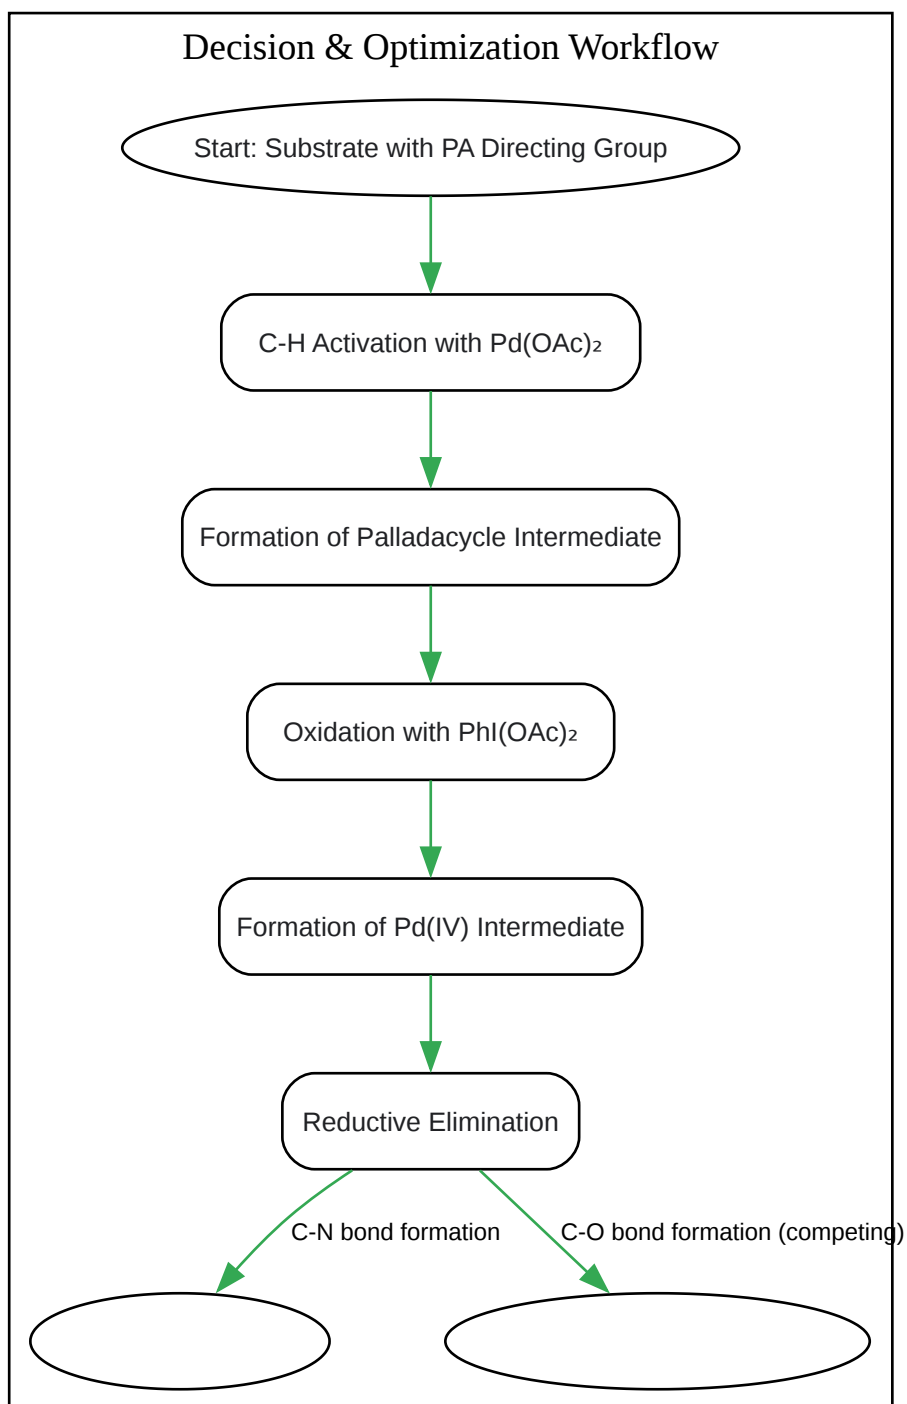 Decision & Optimization Workflow
Start: Substrate with PA Directing Group
C-H Activation with Pd(OAc)₂
Formation of Palladacycle Intermediate
Oxidation with PhI(OAc)₂
Formation of Pd(IV) Intermediate
Reductive Elimination
C-N bond formation
C-O bond formation (competing)